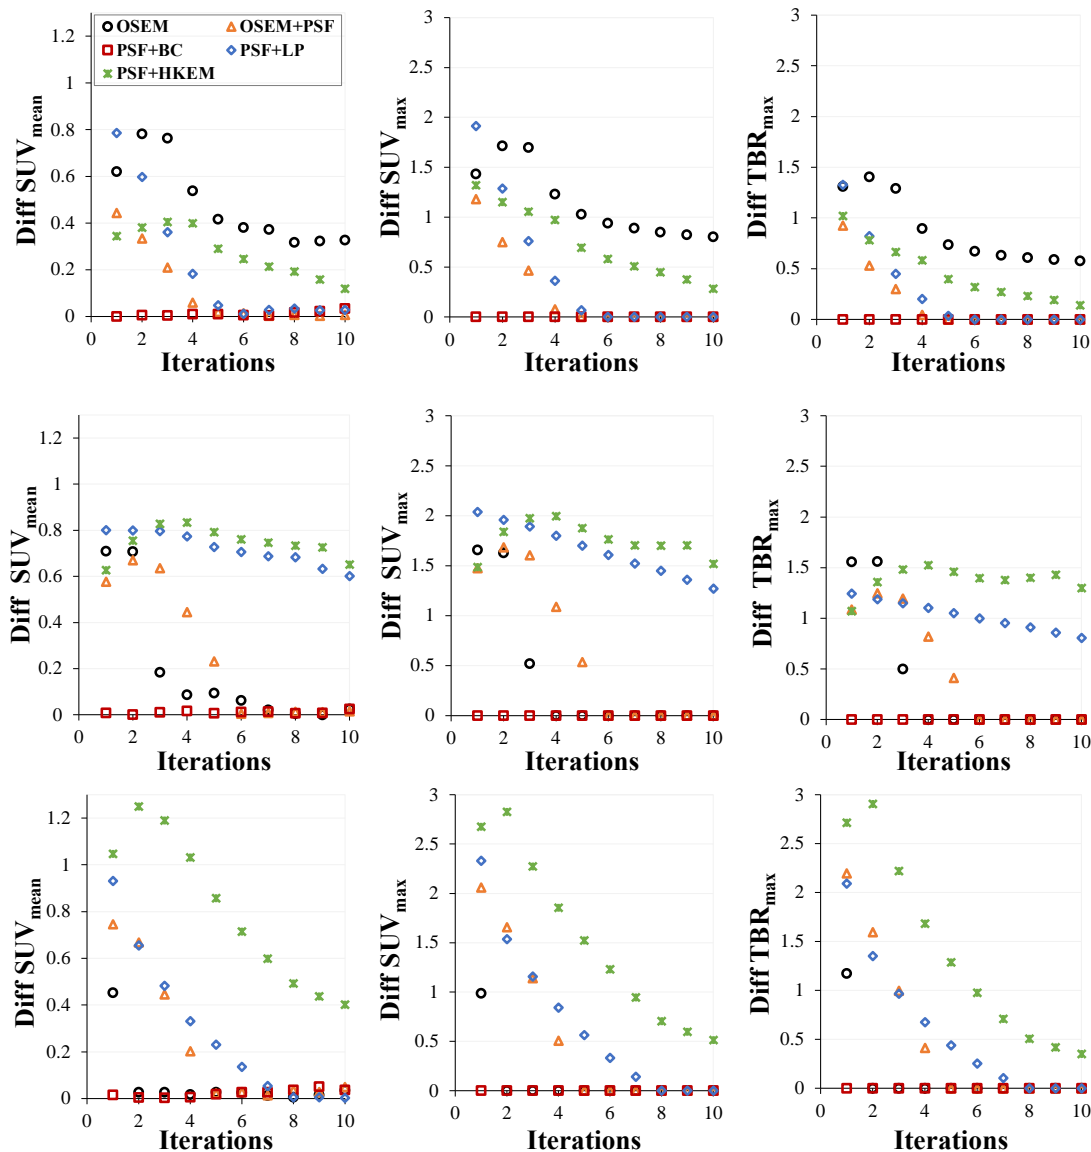 OSEM
OSEM+PSF
PSF+BC
PSF+LP
PSF+HKEM
Diff SUVmean
1.2
1
0.8
0.6
0.4
0.2
0
0 2 4 6 8 10
Iterations
Diff SUVmax
3
2.5
2
1.5
1
0.5
0
0 2 4 6 8 10
Iterations
Diff TBRmax
3
2.5
2
1.5
1
0.5
0
0 2 4 6 8 10
Iterations
Diff SUVmean
1.2
1
0.8
0.6
0.4
0.2
0
0 2 4 6 8 10
Iterations
Diff SUVmax
3
2.5
2
1.5
1
0.5
0
0 2 4 6 8 10
Iterations
Diff TBRmax
3
2.5
2
1.5
1
0.5
0
0 2 4 6 8 10
Iterations
Diff SUVmean
1.2
1
0.8
0.6
0.4
0.2
0
0 2 4 6 8 10
Iterations
Diff SUVmax
3
2.5
2
1.5
1
0.5
0
0 2 4 6 8 10
Iterations
Diff TBRmax
3
2.5
2
1.5
1
0.5
0
0 2 4 6 8 10
Iterations